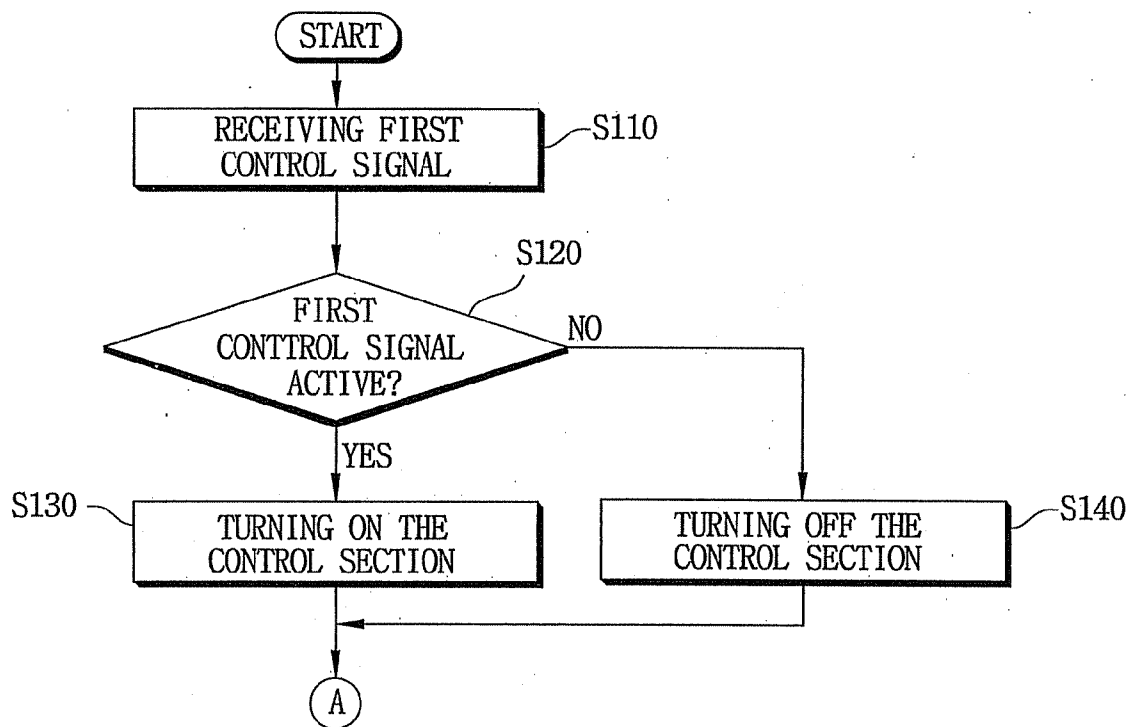 START
RECEIVING FIRST
CONTROL SIGNAL
S110
S120
FIRST
CONTTROL SIGNAL
ACTIVE?
NO
YES
S130
TURNING ON THE
CONTROL SECTION
TURNING OFF THE
CONTROL SECTION
S140
A